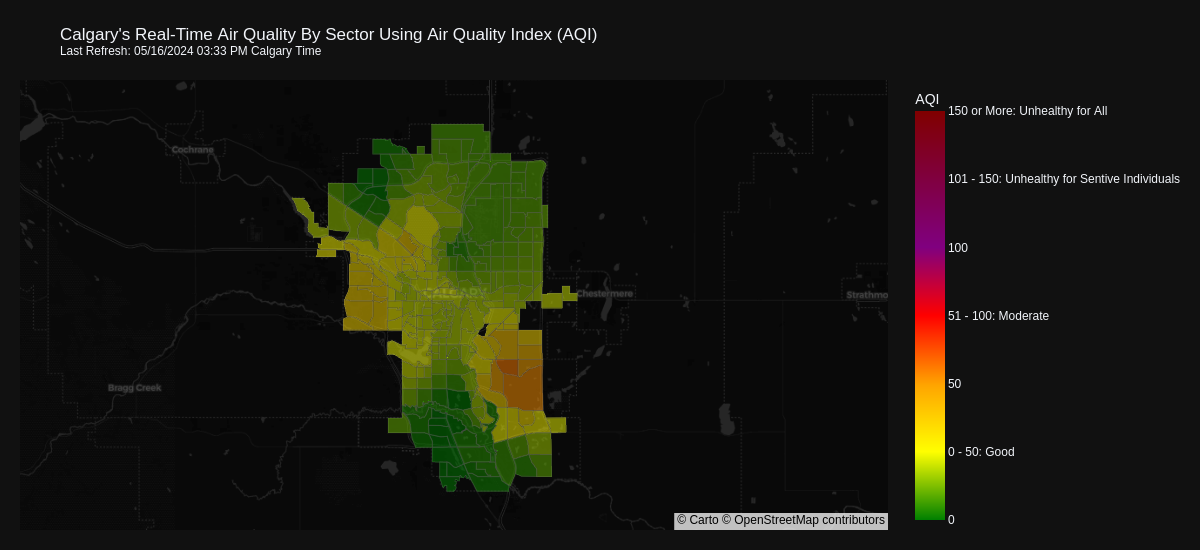 Calgary's Real-Time Air Quality By Sector Using Air Quality Index (AQI)
Last Refresh: 05/16/2024 03:33 PM Calgary Time
AQI
150 or More: Unhealthy for All
101 - 150: Unhealthy for Sentive Individuals
100
51 - 100: Moderate
50
0 - 50: Good
0
Cochrane
CALGARY
Chestermere
Strathmo
Bragg Creek
© Carto © OpenStreetMap contributors